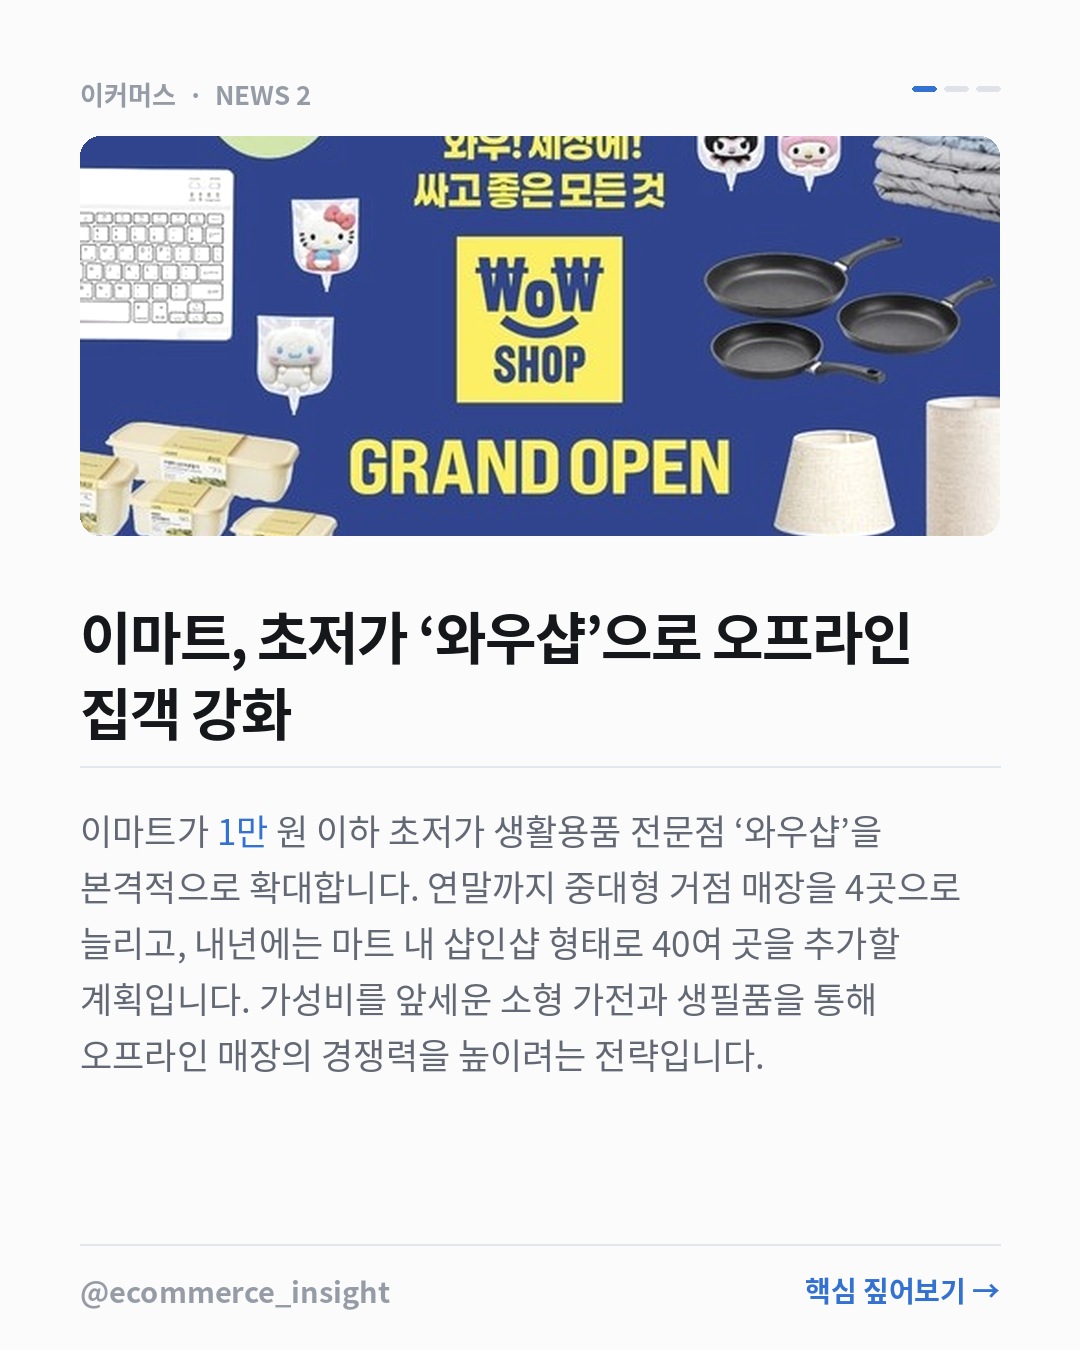 이커머스 · NEWS 2
와우! 세상에!
싸고 좋은 모든 것
WOW
SHOP
GRAND OPEN
이마트, 초저가 ‘와우샵’으로 오프라인
집객 강화
이마트가 1만 원 이하 초저가 생활용품 전문점 ‘와우샵’을
본격적으로 확대합니다. 연말까지 중대형 거점 매장을 4곳으로
늘리고, 내년에는 마트 내 샵인샵 형태로 40여 곳을 추가할
계획입니다. 가성비를 앞세운 소형 가전과 생필품을 통해
오프라인 매장의 경쟁력을 높이려는 전략입니다.
@ecommerce_insight
핵심 짚어보기 →